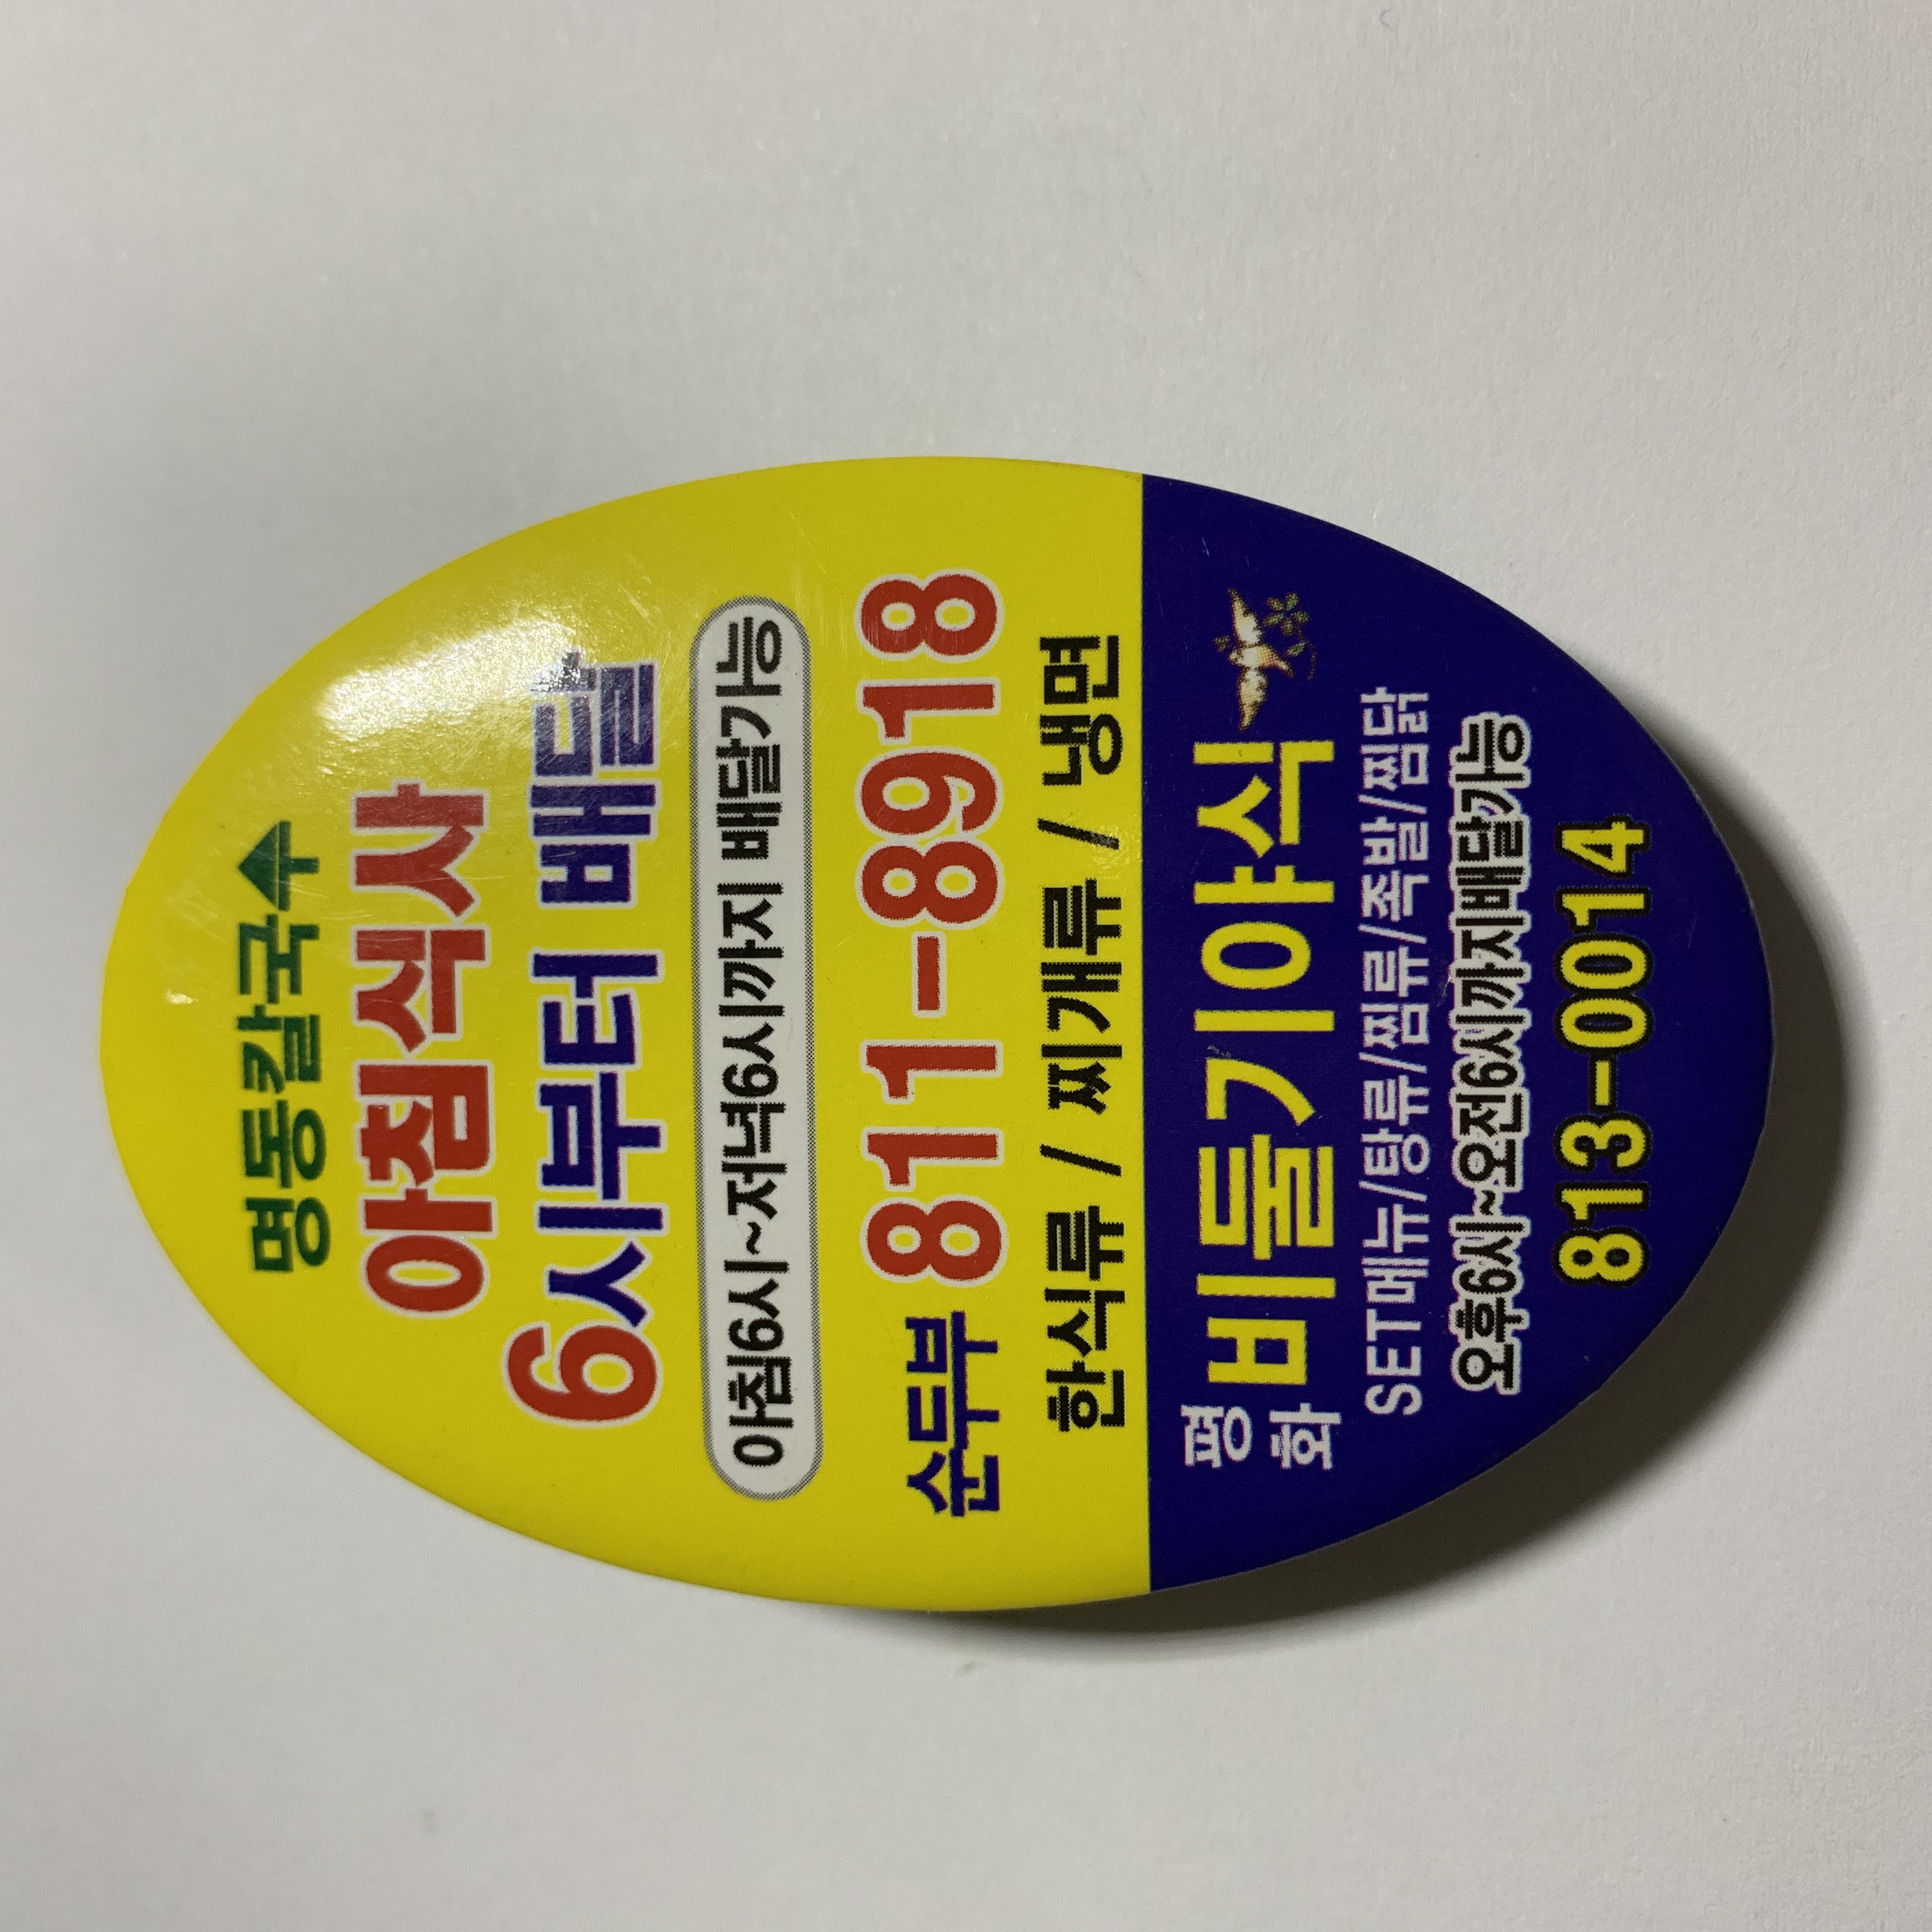 명동칼국수
아침식사
6시부터 배달
아침6시~저녁6시까지 배달가능
순두부 811-8918
한식류 / 찌개류 / 냉면
평화 비둘기야식
SET메뉴/탕류/찜류/족발/찜닭
오후6시~오전6시까지배달가능
813-0014